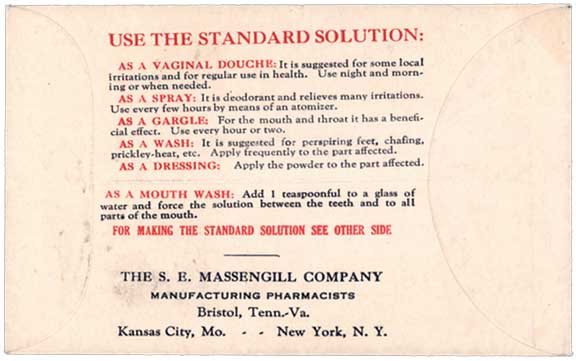 USE THE STANDARD SOLUTION:
AS A VAGINAL DOUCHE: It is suggested for some local
irritations and for regular use in health. Use night and morn-
ing or when needed.
AS A SPRAY: It is deodorant and relieves many irritations.
Use every few hours by means of an atomizer.
AS A GARGLE: For the mouth and throat it has a benefi-
cial effect. Use every hour or two.
AS A WASH: It is suggested for perspiring feet, chafing,
prickley-heat, etc. Apply frequently to the part affected.
AS A DRESSING: Apply the powder to the part affected.
AS A MOUTH WASH: Add 1 teaspoonful to a glass of
water and force the solution between the teeth and to all
parts of the mouth.
FOR MAKING THE STANDARD SOLUTION SEE OTHER SIDE
THE S. E. MASSENGILL COMPANY
MANUFACTURING PHARMACISTS
Bristol, Tenn.-Va.
Kansas City, Mo. - - New York, N. Y.